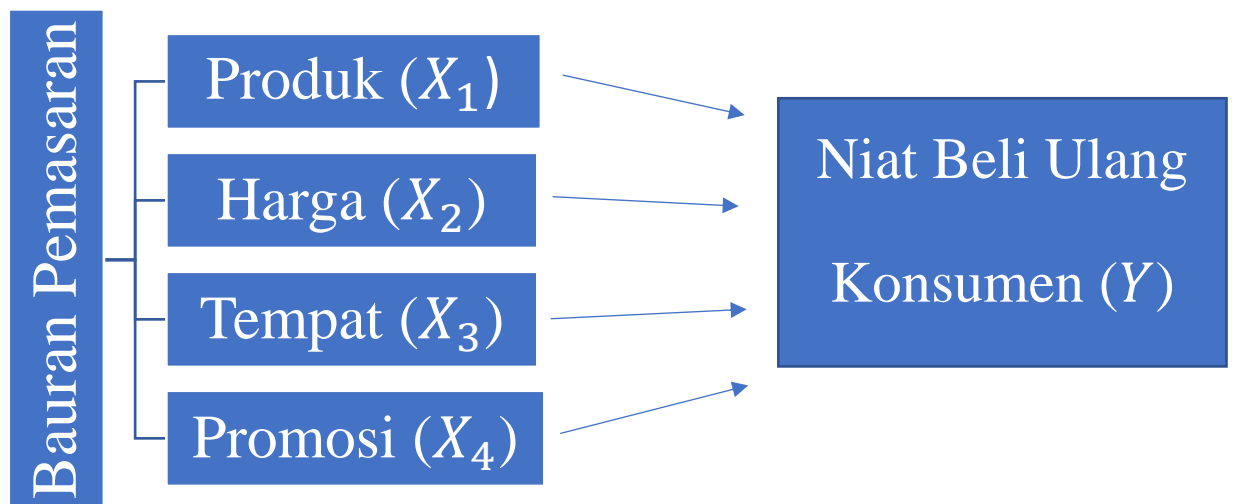 Bauran Pemasaran
Produk (𝑋₁)
Harga (𝑋₂)
Tempat (𝑋₃)
Promosi (𝑋₄)
Niat Beli Ulang
Konsumen (𝑌)